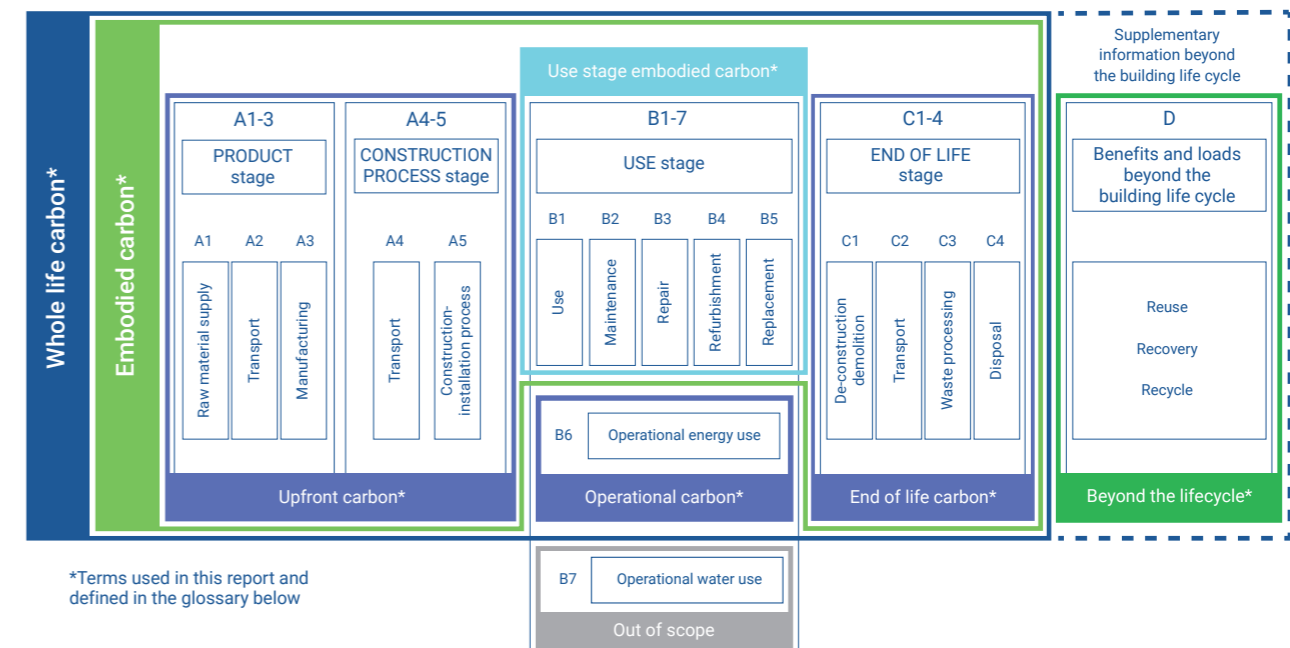 Whole life carbon*
Embodied carbon*
Use stage embodied carbon*
Supplementary
information beyond
the building life cycle
A1-3
PRODUCT
stage
A1
A2
A3
Raw material supply
Transport
Manufacturing
A4-5
CONSTRUCTION
PROCESS stage
A4
A5
Transport
Construction-
installation process
Upfront carbon*
B1-7
USE stage
B1
B2
B3
B4
B5
Use
Maintenance
Repair
Refurbishment
Replacement
B6
Operational energy use
Operational carbon*
B7
Operational water use
Out of scope
C1-4
END OF LIFE
stage
C1
C2
C3
C4
De-construction
demolition
Transport
Waste processing
Disposal
End of life carbon*
D
Benefits and loads
beyond the
building life cycle
Reuse
Recovery
Recycle
Beyond the lifecycle*
*Terms used in this report and
defined in the glossary below